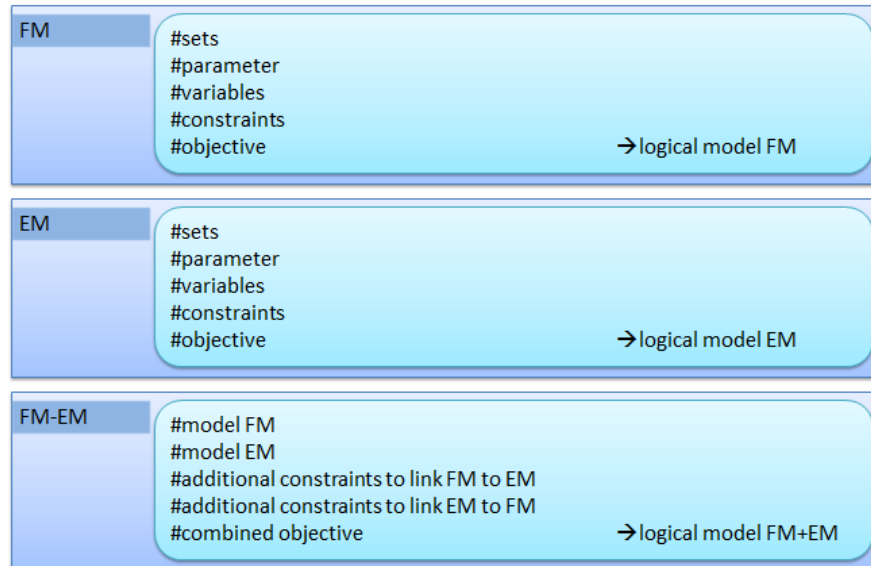 FM
#sets
#parameter
#variables
#constraints
#objective →logical model FM
EM
#sets
#parameter
#variables
#constraints
#objective →logical model EM
FM-EM
#model FM
#model EM
#additional constraints to link FM to EM
#additional constraints to link EM to FM
#combined objective →logical model FM+EM